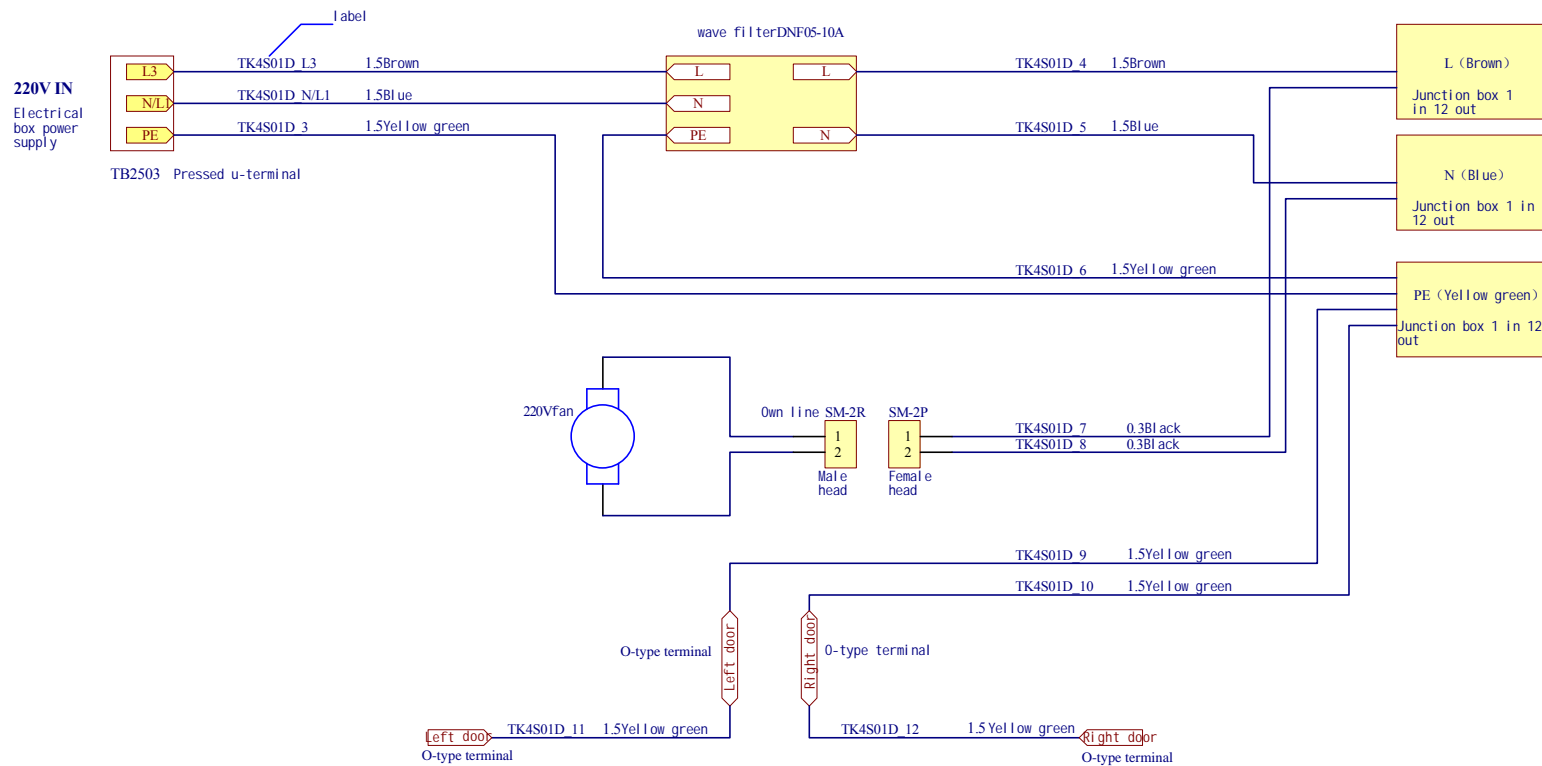 label
wave filterDNF05-10A
220V IN
Electrical
box power
supply
L3
N/L1
PE
TB2503 Pressed u-terminal
TK4S01D_L3 1.5Brown
TK4S01D_N/L1 1.5Blue
TK4S01D_3 1.5Yellow green
L
N
PE
L
N
TK4S01D_4 1.5Brown
TK4S01D_5 1.5Blue
L（Brown）
Junction box 1
in 12 out
N（Blue）
Junction box 1 in
12 out
TK4S01D_6 1.5Yellow green
PE（Yellow green）
Junction box 1 in 12
out
220Vfan
Own line SM-2R
1
2
Male
head
SM-2P
1
2
Female
head
TK4S01D_7 0.3Black
TK4S01D_8 0.3Black
TK4S01D_9 1.5Yellow green
TK4S01D_10 1.5Yellow green
O-type terminal
Left door
Right door
O-type terminal
Left door
TK4S01D_11 1.5Yellow green
O-type terminal
TK4S01D_12 1.5 Yellow green
Right door
O-type terminal